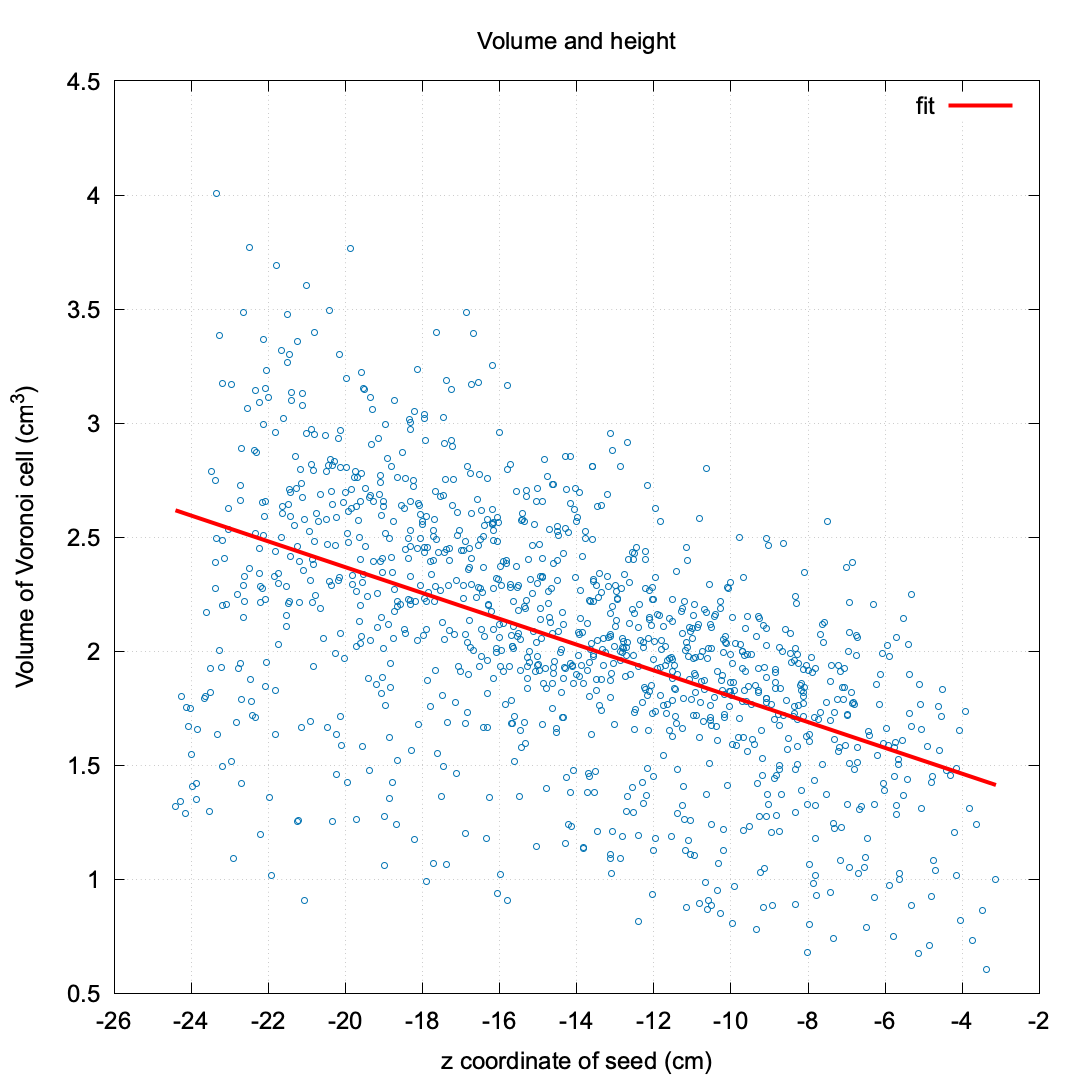 Volume and height
fit
4.5
4
3.5
3
2.5
2
1.5
1
0.5
Volume of Voronoi cell (cm³)
-26 -24 -22 -20 -18 -16 -14 -12 -10 -8 -6 -4 -2
z coordinate of seed (cm)